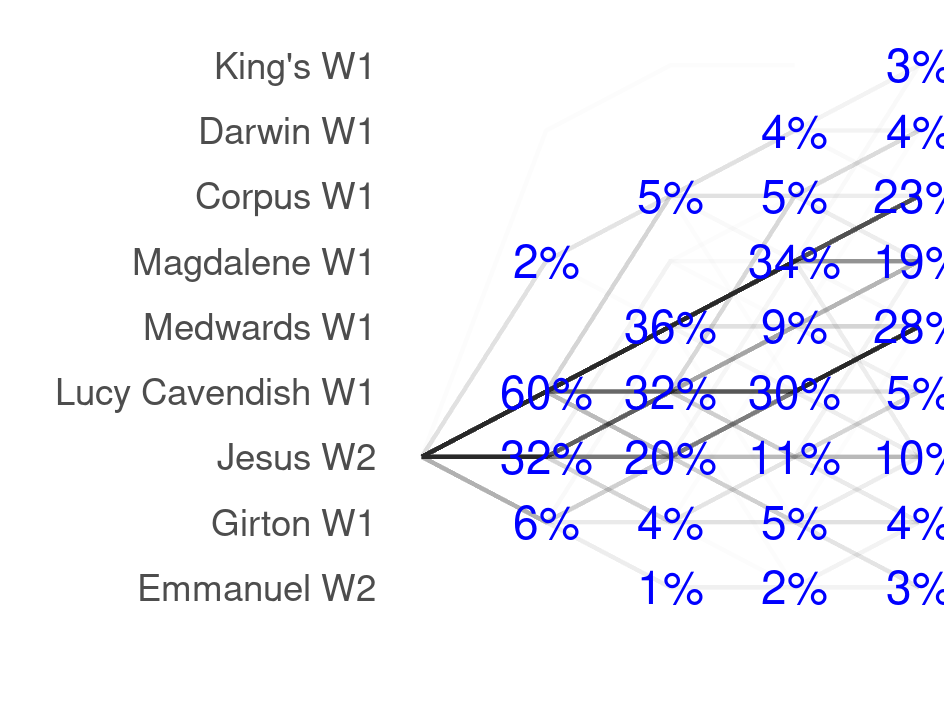 King's W1 3%
Darwin W1 4% 4%
Corpus W1 5% 5% 23%
Magdalene W1 2% 34% 19%
Medwards W1 36% 9% 28%
Lucy Cavendish W1 60% 32% 30% 5%
Jesus W2 32% 20% 11% 10%
Girton W1 6% 4% 5% 4%
Emmanuel W2 1% 2% 3%